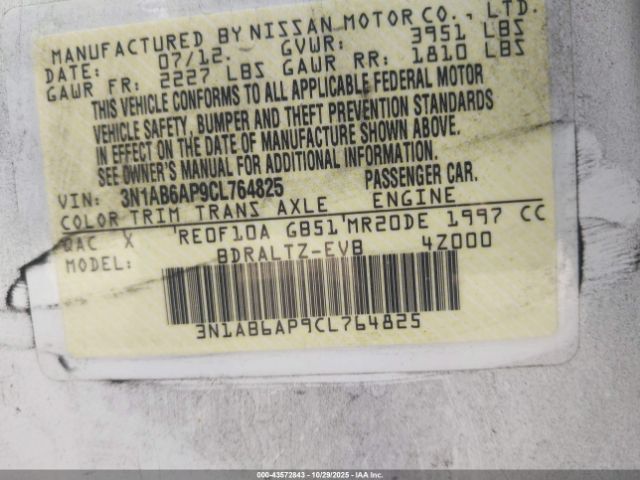 MANUFACTURED BY NISSAN MOTOR CO., LTD.
DATE: 07/12. GVWR: 3951 LBS
GAWR FR: 2227 LBS GAWR RR: 1810 LBS
THIS VEHICLE CONFORMS TO ALL APPLICABLE FEDERAL MOTOR
VEHICLE SAFETY, BUMPER AND THEFT PREVENTION STANDARDS
IN EFFECT ON THE DATE OF MANUFACTURE SHOWN ABOVE.
SEE OWNER'S MANUAL FOR ADDITIONAL INFORMATION.
VIN: 3N1AB6AP9CL764825 PASSENGER CAR.
COLOR TRIM TRANS AXLE ENGINE
QAC X 'RE0F10A GB51'MR20DE 1997 CC
MODEL: BDRALTZ-EVB 4Z000
3N1AB6AP9CL764825
000-43572843 | 10/29/2025 | IAAI.COM